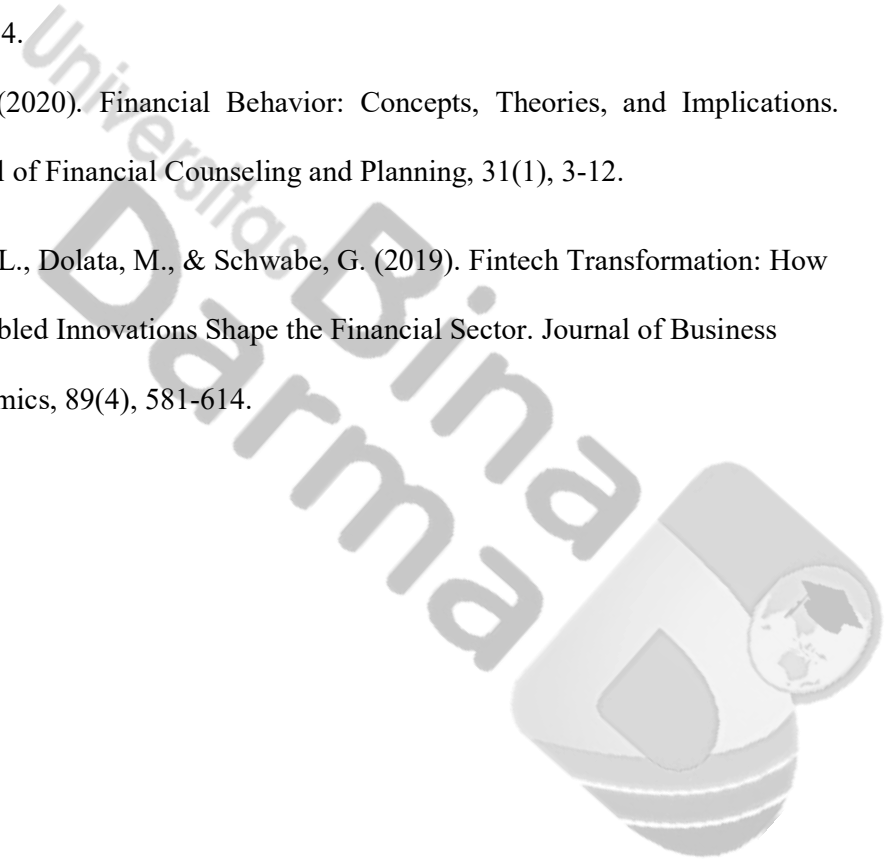 4.
(2020). Financial Behavior: Concepts, Theories, and Implications.
l of Financial Counseling and Planning, 31(1), 3-12.
L., Dolata, M., & Schwabe, G. (2019). Fintech Transformation: How
bled Innovations Shape the Financial Sector. Journal of Business
mics, 89(4), 581-614.
Universitas
Bina
Darma